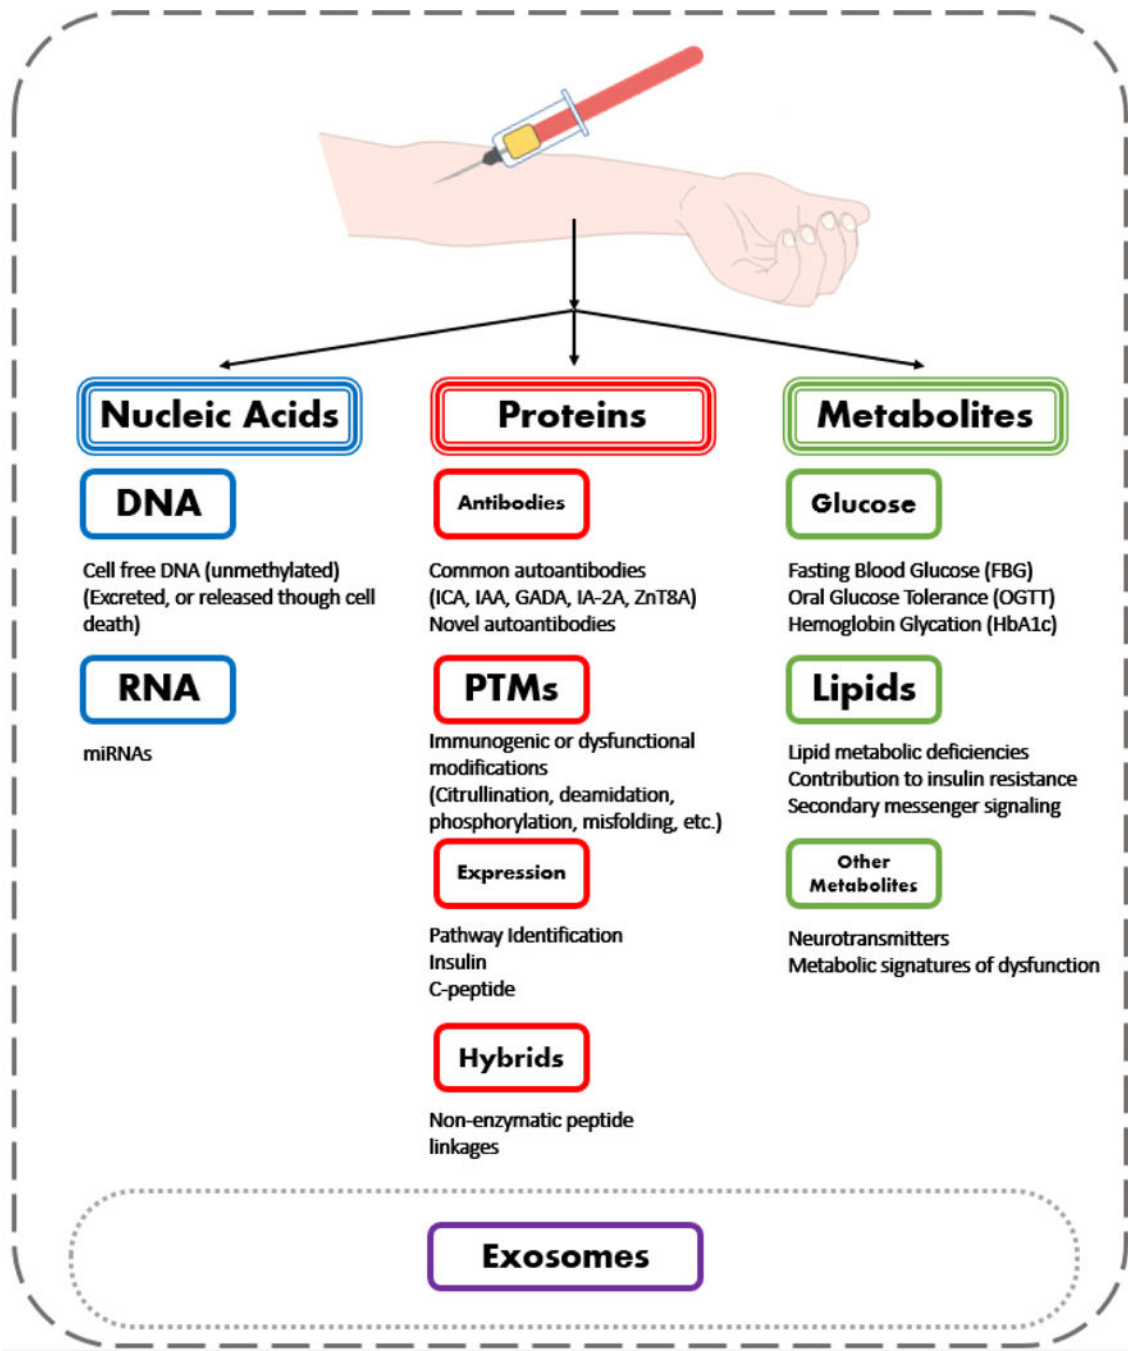 Nucleic Acids
DNA
Cell free DNA (unmethylated)
(Excreted, or released though cell
death)
RNA
miRNAs
Proteins
Antibodies
Common autoantibodies
(ICA, IAA, GADA, IA-2A, ZnT8A)
Novel autoantibodies
PTMs
Immunogenic or dysfunctional
modifications
(Citrullination, deamidation,
phosphorylation, misfolding, etc.)
Expression
Pathway Identification
Insulin
C-peptide
Hybrids
Non-enzymatic peptide
linkages
Metabolites
Glucose
Fasting Blood Glucose (FBG)
Oral Glucose Tolerance (OGTT)
Hemoglobin Glycation (HbA1c)
Lipids
Lipid metabolic deficiencies
Contribution to insulin resistance
Secondary messenger signaling
Other
Metabolites
Neurotransmitters
Metabolic signatures of dysfunction
Exosomes